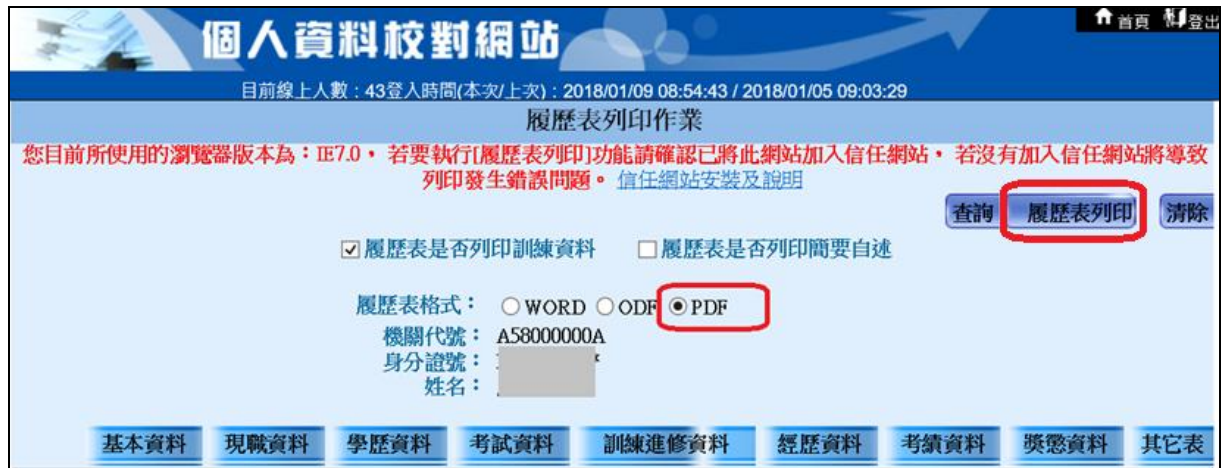 個人資料校對網站
首頁 登出
目前線上人數：43登入時間(本次/上次)：2018/01/09 08:54:43 / 2018/01/05 09:03:29
履歷表列印作業
您目前所使用的瀏覽器版本為：IE7.0， 若要執行[履歷表列印]功能請確認已將此網站加入信任網站， 若沒有加入信任網站將導致
列印發生錯誤問題。 信任網站安裝及說明
查詢 履歷表列印 清除
履歷表是否列印訓練資料 履歷表是否列印簡要自述
履歷表格式： WORD ODF PDF
機關代號： A58000000A
身分證號：
姓名：
基本資料 現職資料 學歷資料 考試資料 訓練進修資料 經歷資料 考績資料 獎懲資料 其它表